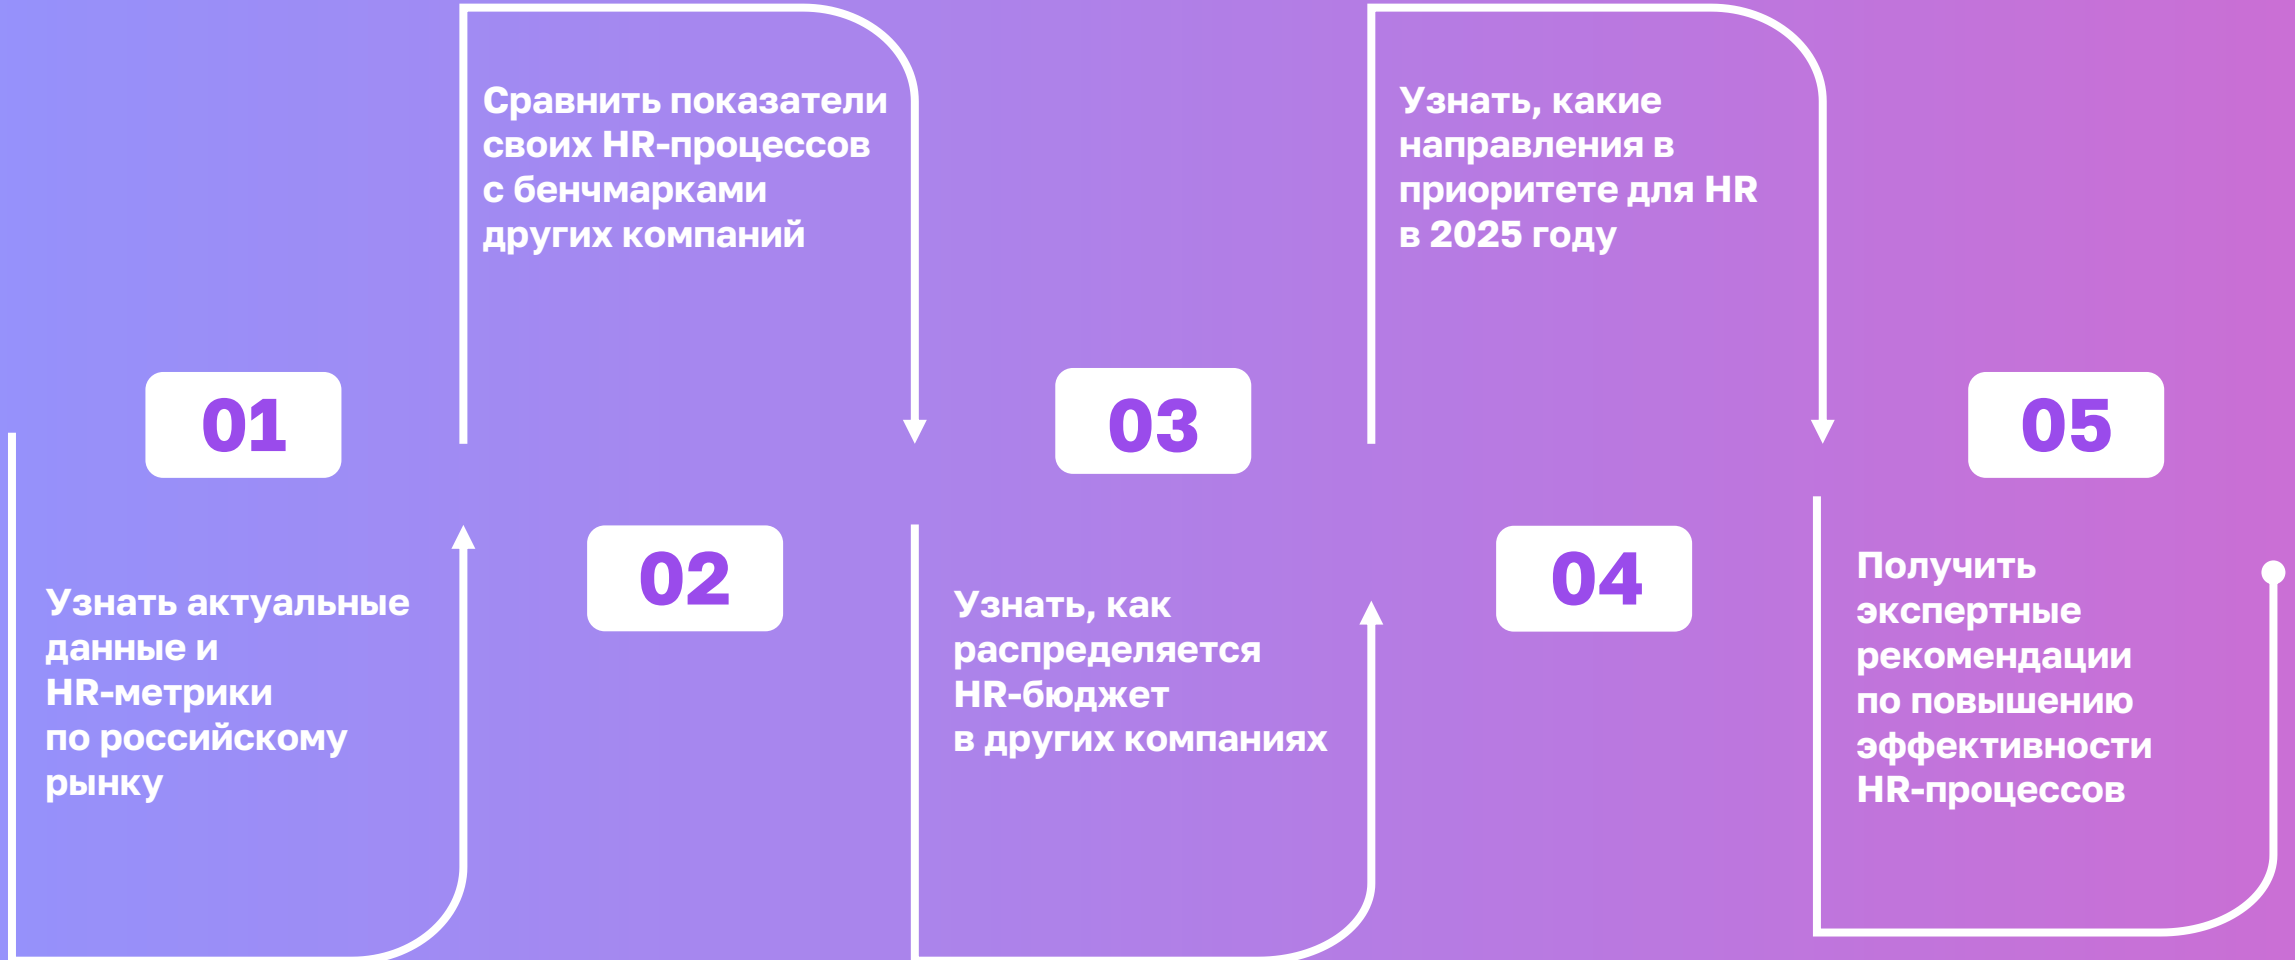 01
Узнать актуальные
данные и
HR-метрики
по российскому
рынку
Сравнить показатели
своих HR-процессов
с бенчмарками
других компаний
02
03
Узнать, как
распределяется
HR-бюджет
в других компаниях
Узнать, какие
направления в
приоритете для HR
в 2025 году
04
05
Получить
экспертные
рекомендации
по повышению
эффективности
HR-процессов